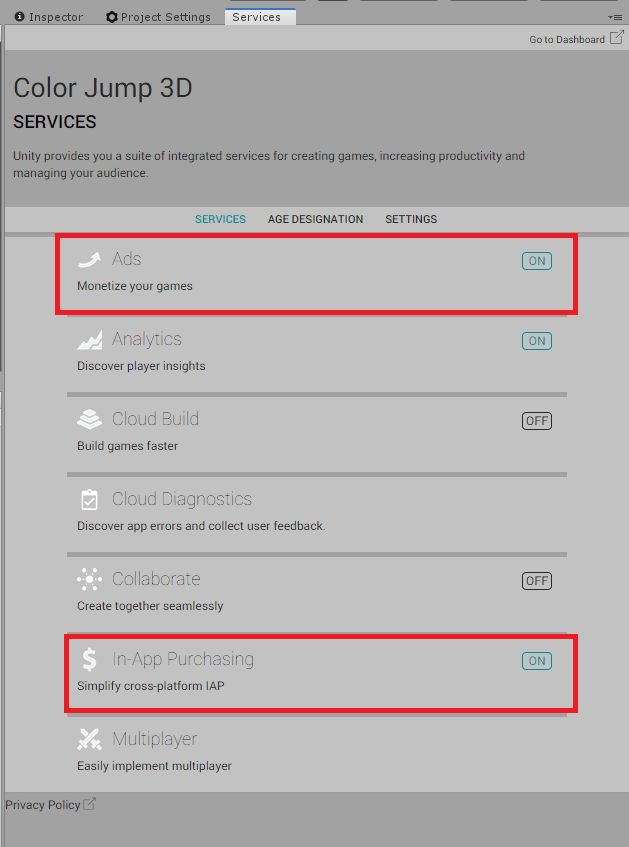 Inspector
Project Settings
Services
Go to Dashboard
Color Jump 3D
SERVICES
Unity provides you a suite of integrated services for creating games, increasing productivity and
managing your audience.
SERVICES AGE DESIGNATION SETTINGS
Ads
ON
Monetize your games
Analytics
ON
Discover player insights
Cloud Build
OFF
Build games faster
Cloud Diagnostics
Discover app errors and collect user feedback.
Collaborate
OFF
Create together seamlessly
In-App Purchasing
ON
Simplify cross-platform IAP
Multiplayer
Easily implement multiplayer
Privacy Policy